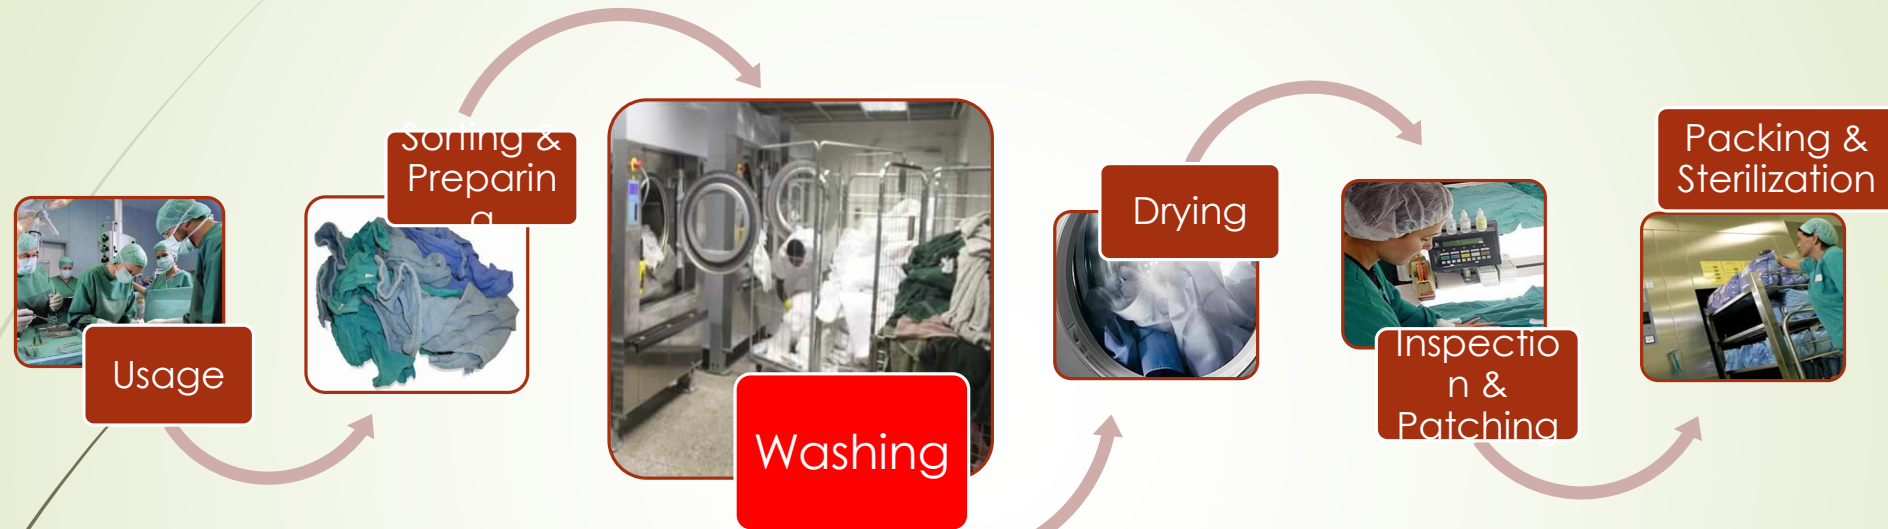 Usage
Sorting &
Preparin
g
Washing
Drying
Inspectio
n &
Patching
Packing &
Sterilization